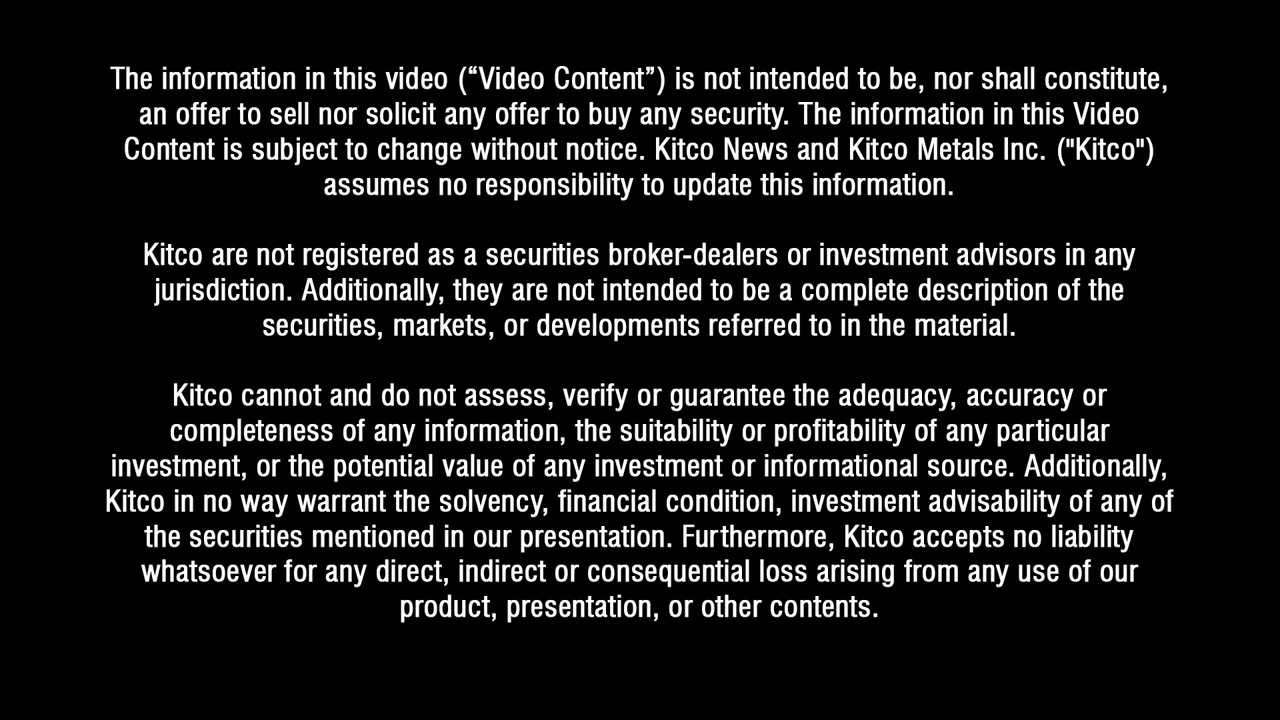 The information in this video (“Video Content”) is not intended to be, nor shall constitute,
an offer to sell nor solicit any offer to buy any security. The information in this Video
Content is subject to change without notice. Kitco News and Kitco Metals Inc. ("Kitco")
assumes no responsibility to update this information.
Kitco are not registered as a securities broker-dealers or investment advisors in any
jurisdiction. Additionally, they are not intended to be a complete description of the
securities, markets, or developments referred to in the material.
Kitco cannot and do not assess, verify or guarantee the adequacy, accuracy or
completeness of any information, the suitability or profitability of any particular
investment, or the potential value of any investment or informational source. Additionally,
Kitco in no way warrant the solvency, financial condition, investment advisability of any of
the securities mentioned in our presentation. Furthermore, Kitco accepts no liability
whatsoever for any direct, indirect or consequential loss arising from any use of our
product, presentation, or other contents.